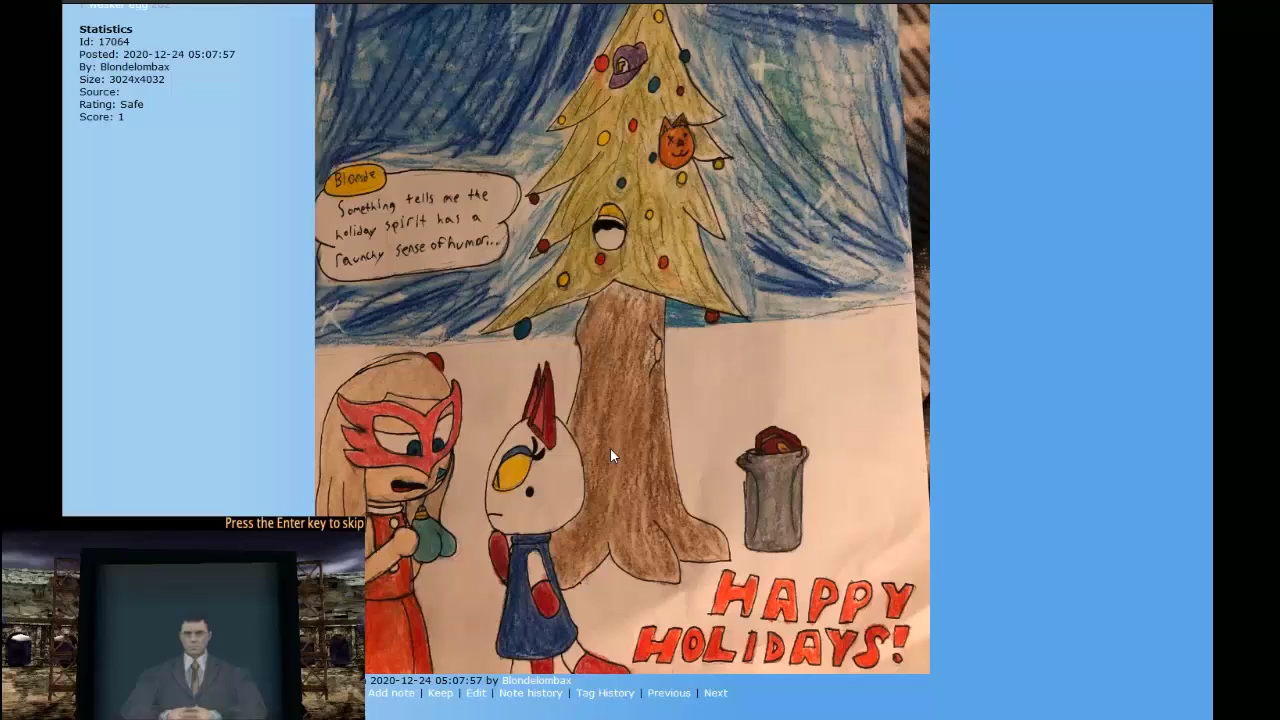 ? wesker egg 202
Statistics
Id: 17064
Posted: 2020-12-24 05:07:57
By: Blondelombax
Size: 3024x4032
Source:
Rating: Safe
Score: 1
Blonde
Something tells me the
holiday spirit has a
raunchy sense of humor...
Press the Enter key to skip
HAPPY
HOLIDAYS!
2020-12-24 05:07:57 by Blondelombax
Add note | Keep | Edit | Note history | Tag History | Previous | Next